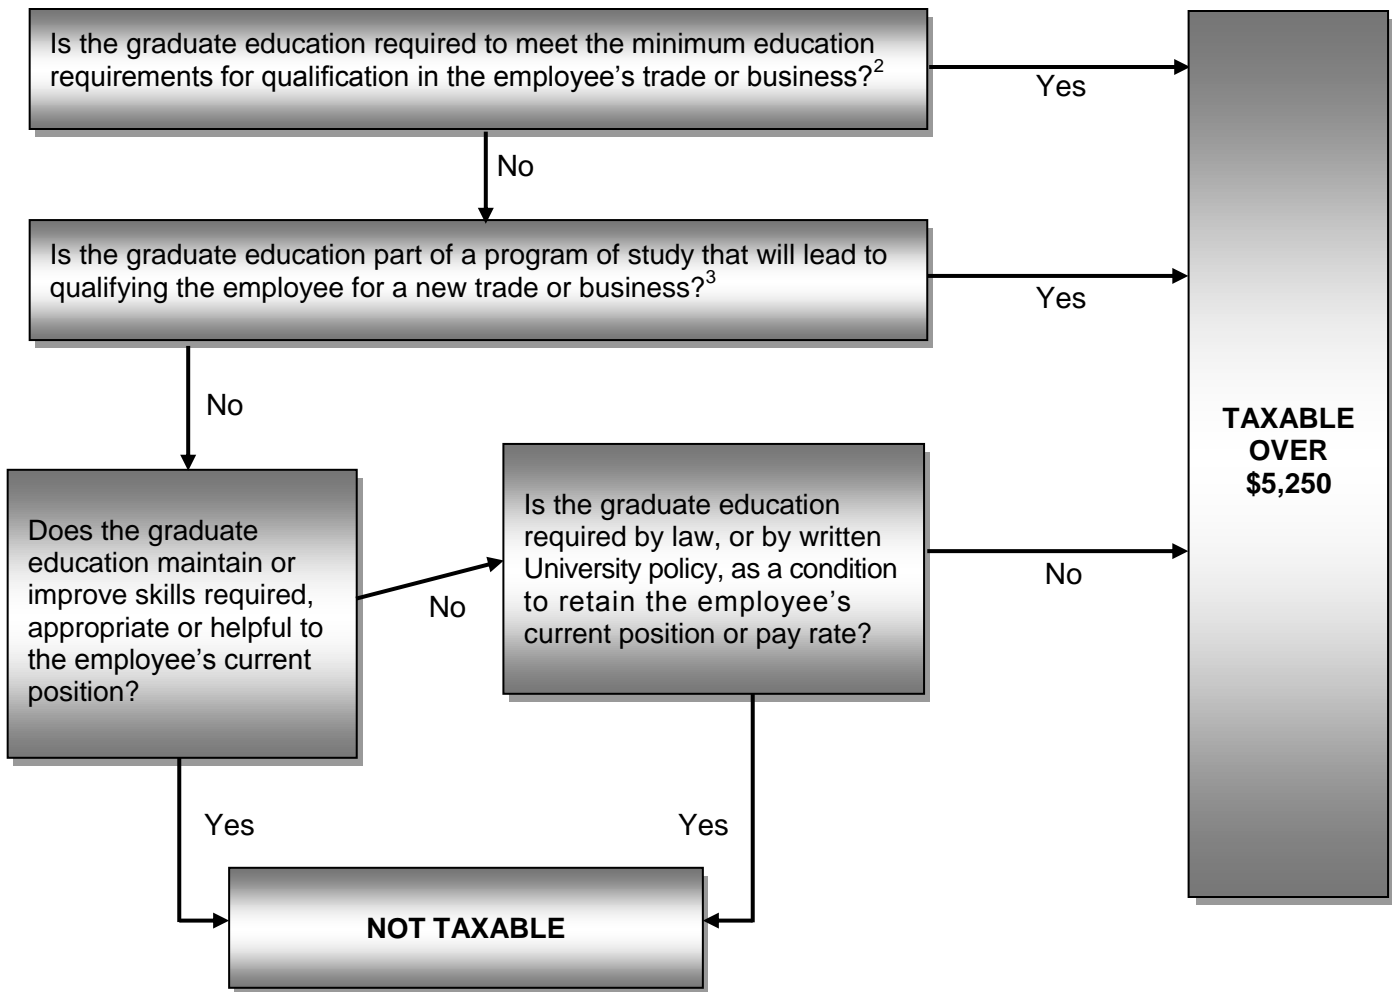 Is the graduate education required to meet the minimum education
requirements for qualification in the employee’s trade or business?2
Yes
No
Is the graduate education part of a program of study that will lead to
qualifying the employee for a new trade or business?3
Yes
No
Does the graduate
education maintain or
improve skills required,
appropriate or helpful to
the employee’s current
position?
No
Is the graduate education
required by law, or by written
University policy, as a condition
to retain the employee’s
current position or pay rate?
No
TAXABLE
OVER
$5,250
Yes
Yes
NOT TAXABLE